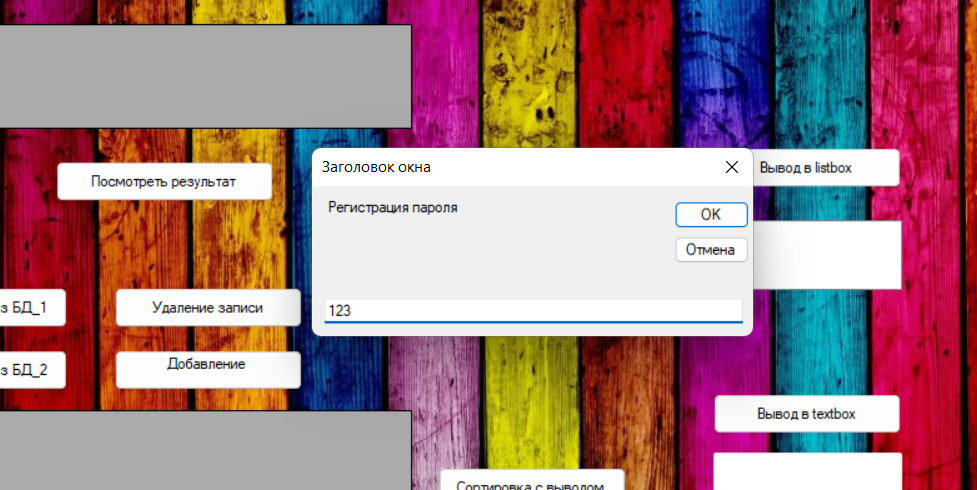 Заголовок окна
Вывод в listbox
Посмотреть результат
Регистрация пароля
OK
Отмена
з БД_1
Удаление записи
123
з БД_2
Добавление
Вывод в textbox
Сортировка с выводом